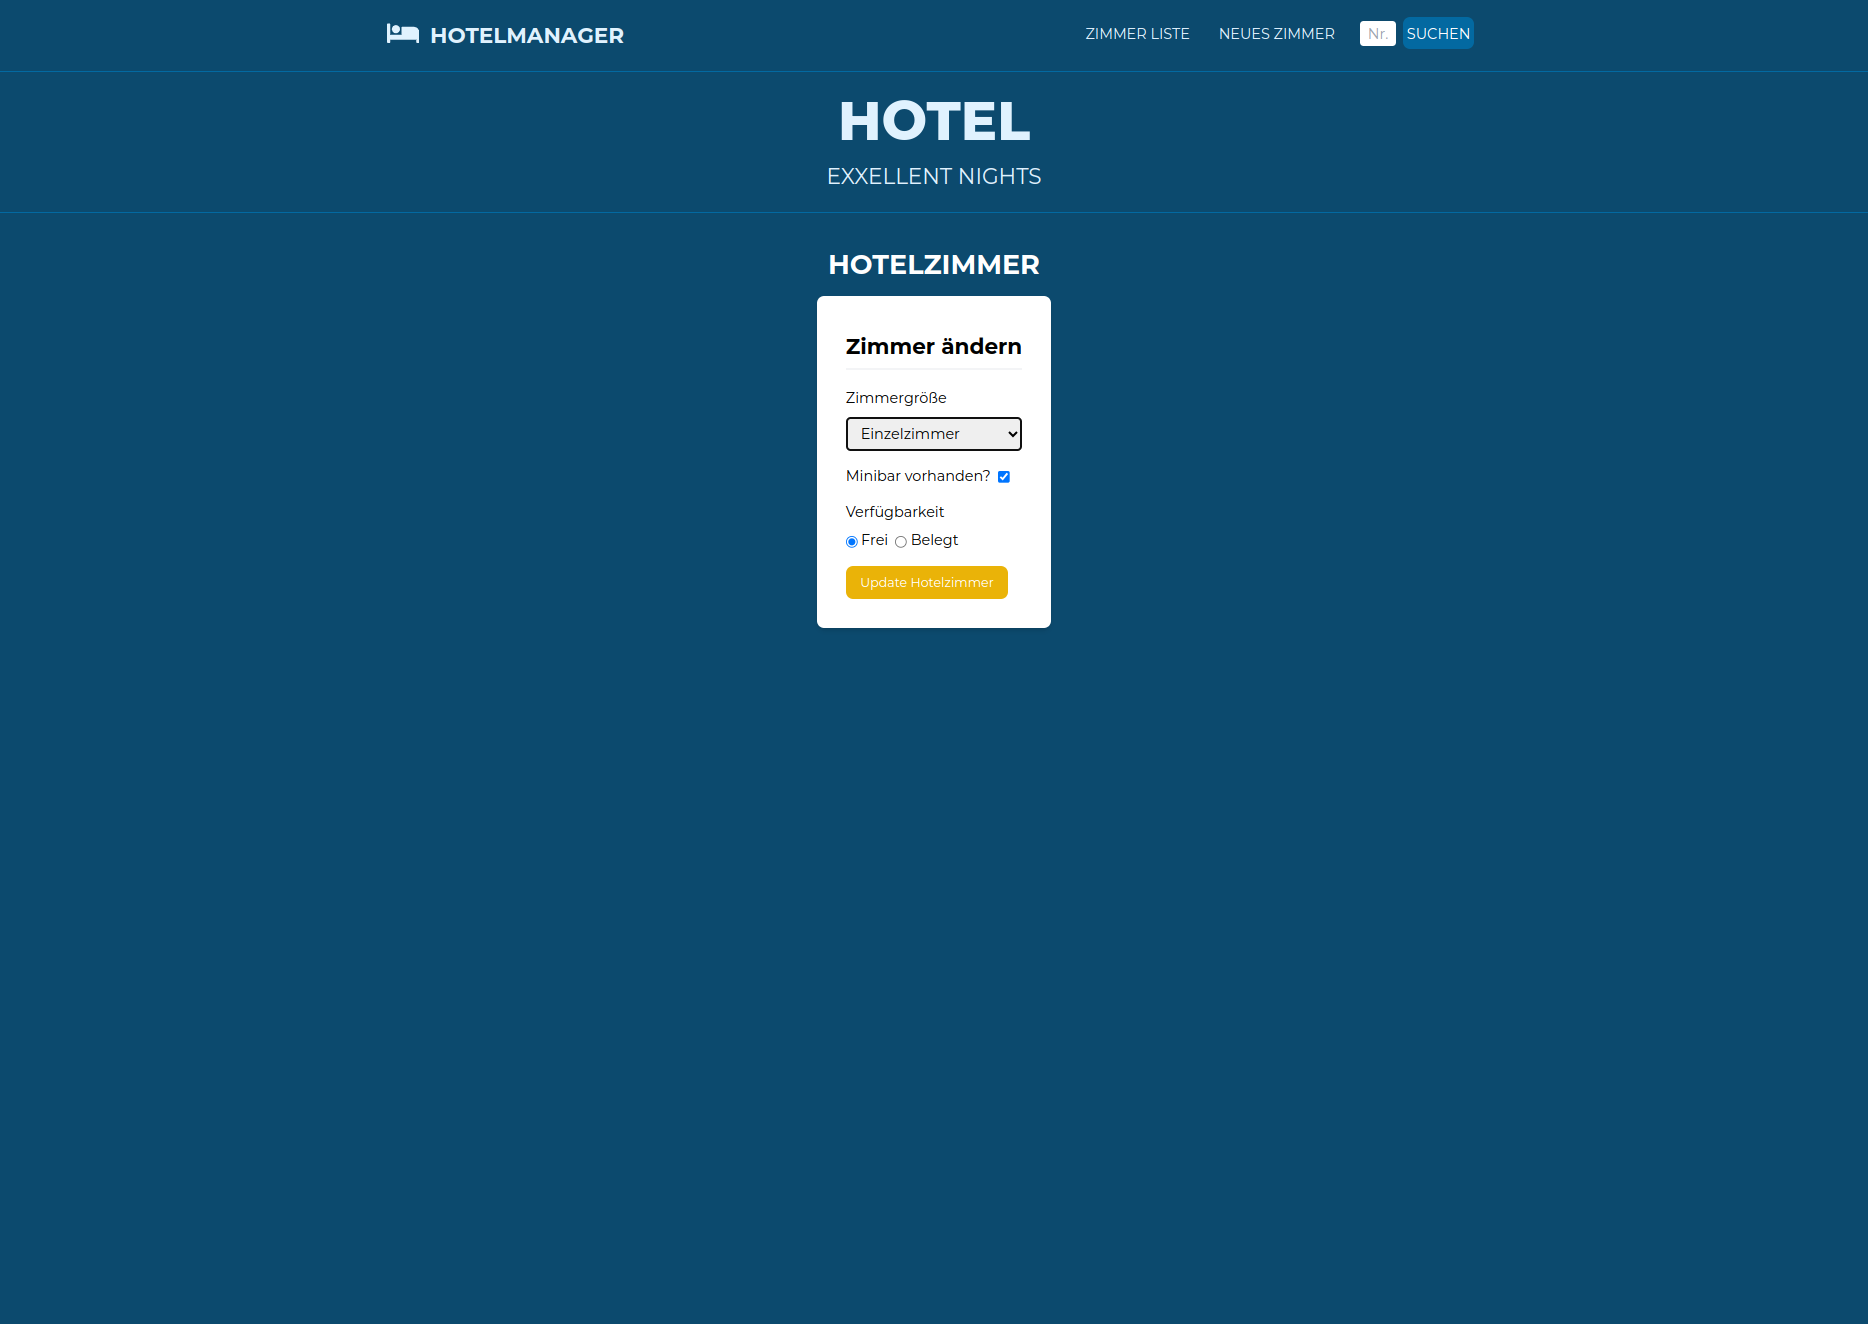 HOTELMANAGER
ZIMMER LISTE NEUES ZIMMER Nr. SUCHEN
HOTEL
EXXELLENT NIGHTS
HOTELZIMMER
Zimmer ändern
Zimmergröße
Einzelzimmer
Minibar vorhanden?
Verfügbarkeit
Frei Belegt
Update Hotelzimmer